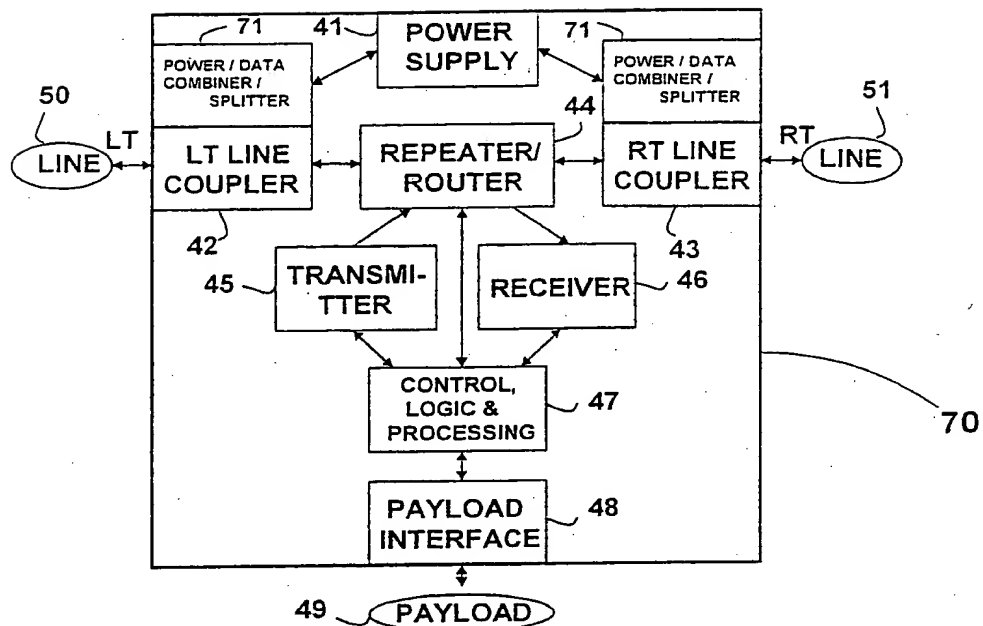 71
41
POWER
SUPPLY
71
POWER / DATA
COMBINER /
SPLITTER
POWER / DATA
COMBINER /
SPLITTER
50
LT
LINE
LT LINE
COUPLER
44
REPEATER/
ROUTER
RT LINE
COUPLER
RT
51
LINE
42
43
45
TRANSMI-
TTER
RECEIVER
46
CONTROL,
LOGIC &
PROCESSING
47
70
PAYLOAD
INTERFACE
48
49
PAYLOAD